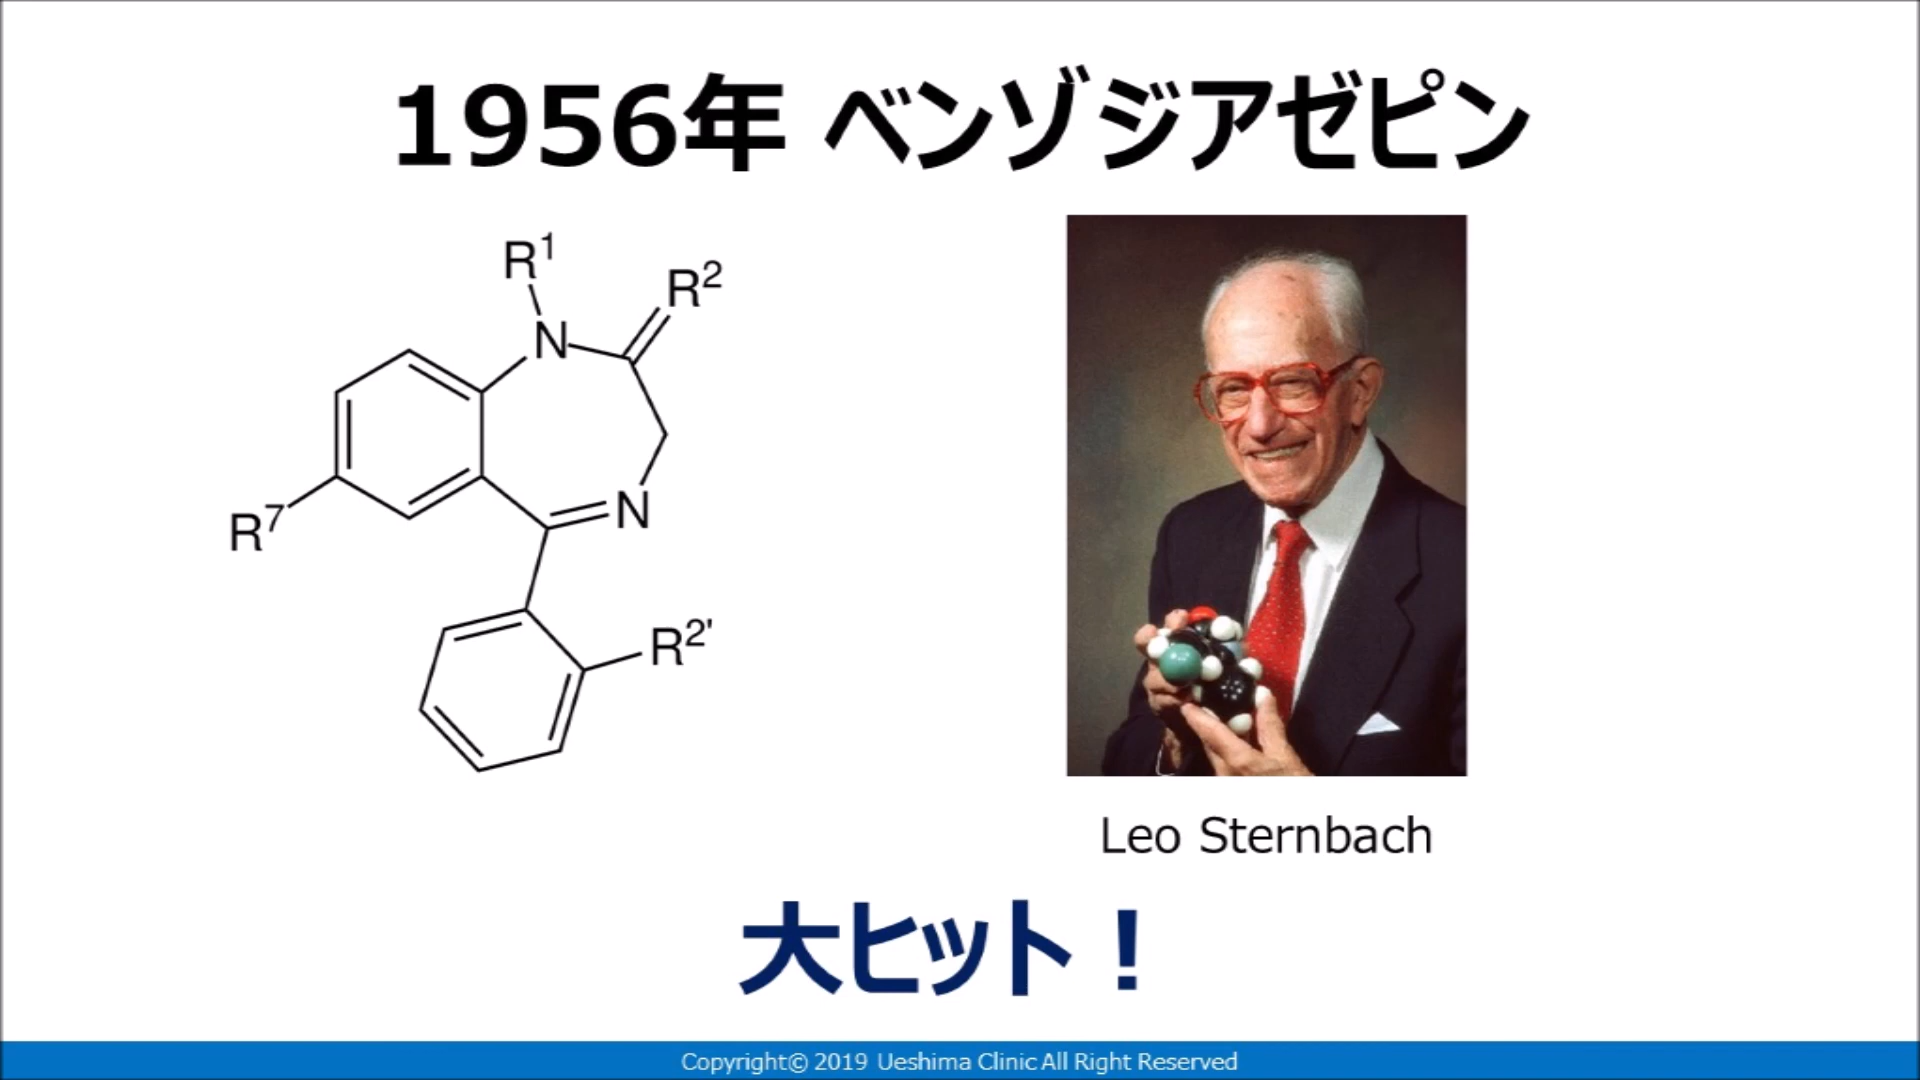 1956年 ベンゾジアゼピン
R¹
R²
N
N
R⁷
R²'
Leo Sternbach
大ヒット！
Copyright© 2019 Ueshima Clinic All Right Reserved